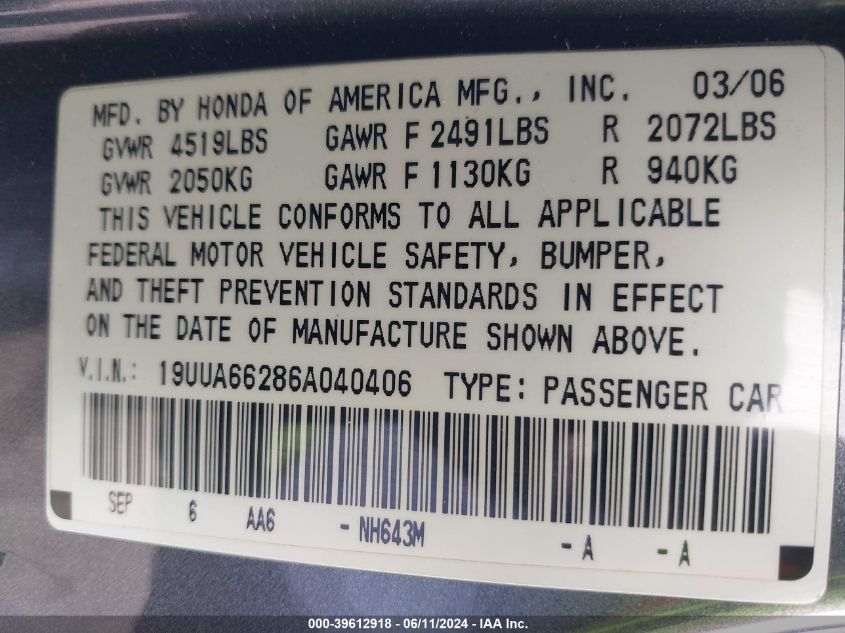 MFD. BY HONDA OF AMERICA MFG., INC. 03/06
GVWR 4519LBS GAWR F 2491LBS R 2072LBS
GVWR 2050KG GAWR F 1130KG R 940KG
THIS VEHICLE CONFORMS TO ALL APPLICABLE
FEDERAL MOTOR VEHICLE SAFETY, BUMPER,
AND THEFT PREVENTION STANDARDS IN EFFECT
ON THE DATE OF MANUFACTURE SHOWN ABOVE.
V.I.N.: 19UUA66286A040406 TYPE: PASSENGER CAR
SEP 6 AA6 - NH643M - A - A
000-39612918 - 06/11/2024 - IAA Inc.